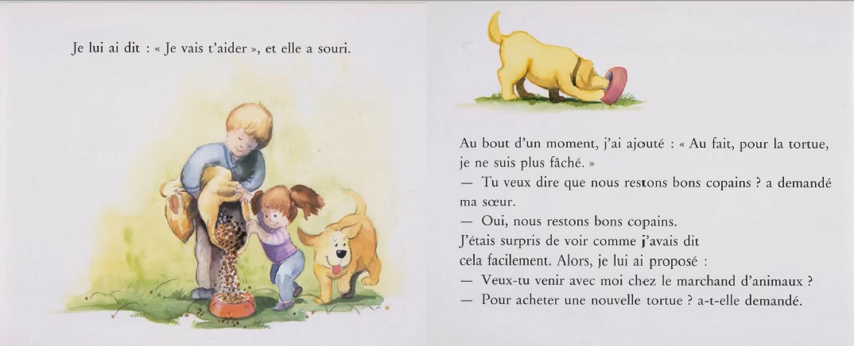 Je lui ai dit : « Je vais t’aider », et elle a souri.
Au bout d’un moment, j’ai ajouté : « Au fait, pour la tortue,
je ne suis plus fâché. »
— Tu veux dire que nous restons bons copains ? a demandé
ma sœur.
— Oui, nous restons bons copains.
J’étais surpris de voir comme j’avais dit
cela facilement. Alors, je lui ai proposé :
— Veux-tu venir avec moi chez le marchand d’animaux ?
— Pour acheter une nouvelle tortue ? a-t-elle demandé.